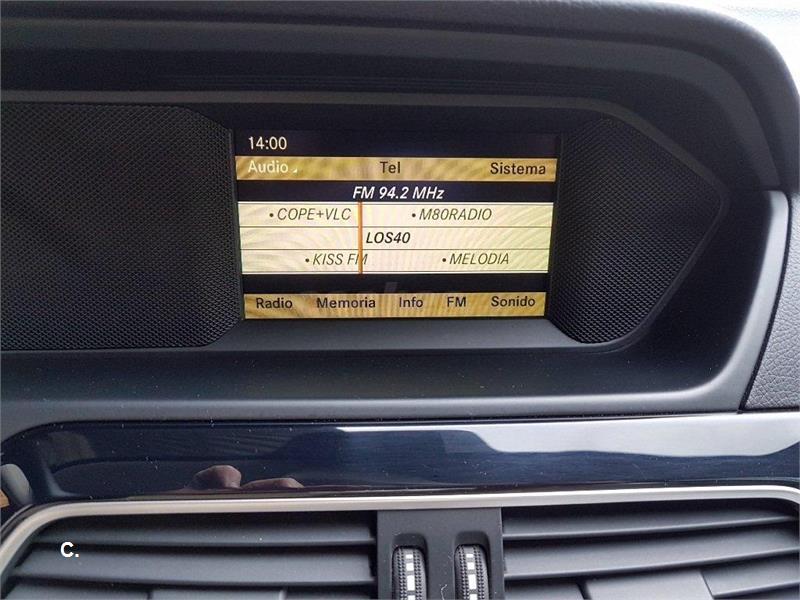 14:00
Audio Tel Sistema
FM 94.2 MHz
•COPE+VLC •M80RADIO
LOS40
•KISS FM •MELODIA
Radio Memoria Info FM Sonido
C.